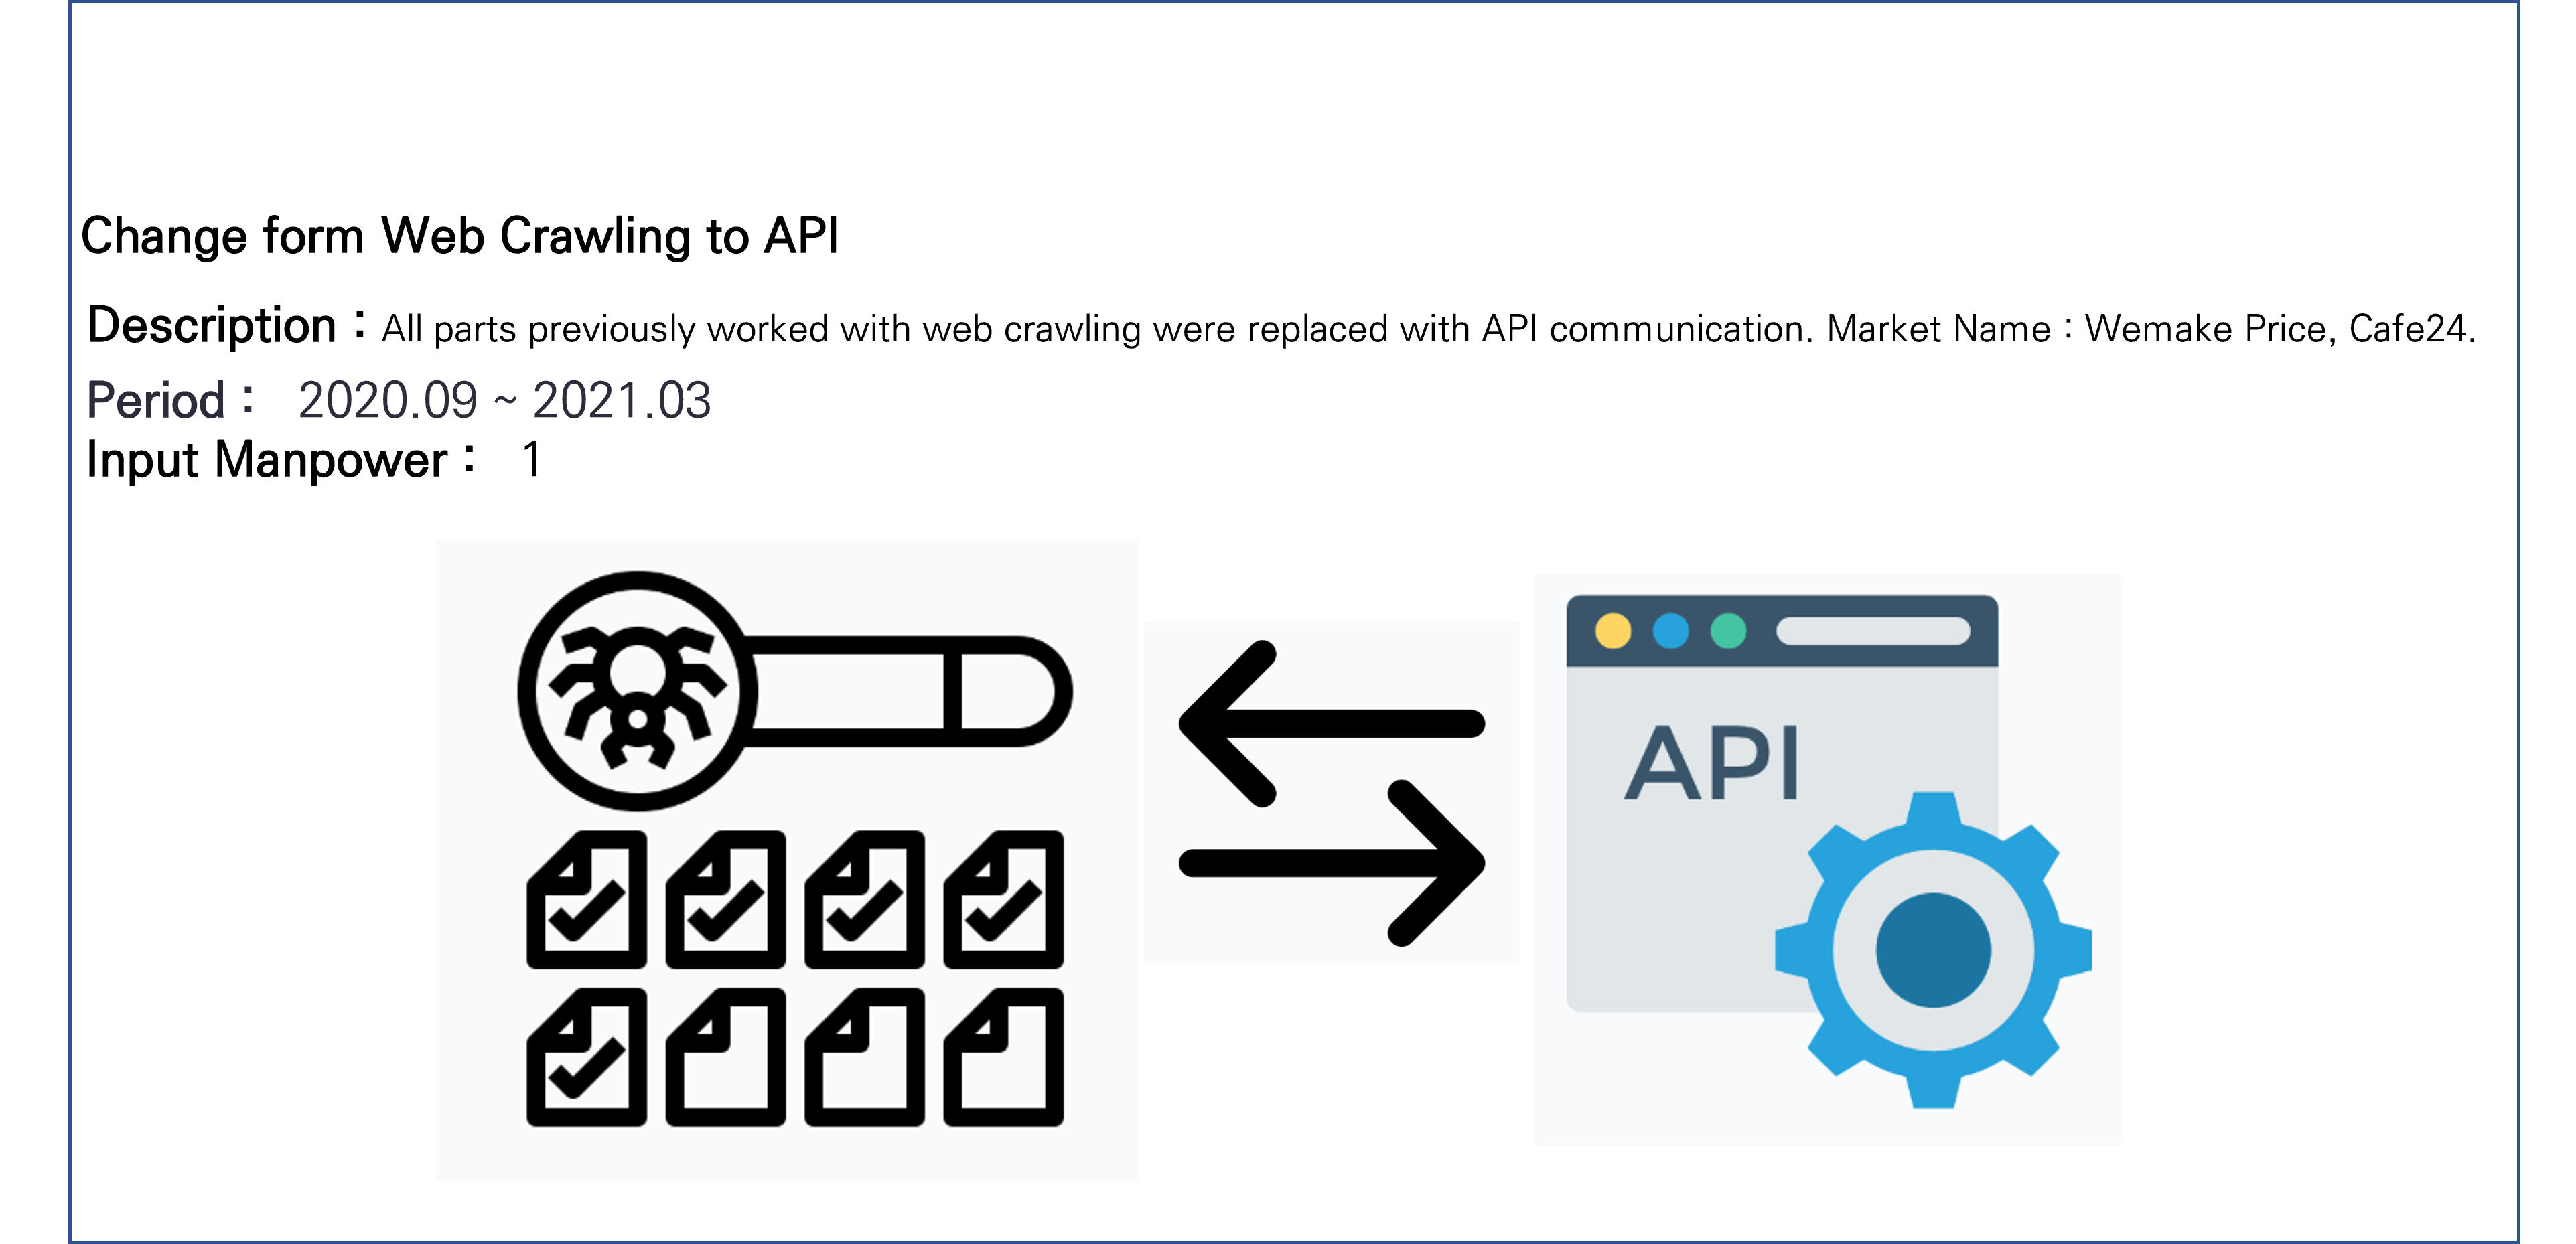 Change form Web Crawling to API
Description : All parts previously worked with web crawling were replaced with API communication. Market Name : Wemake Price, Cafe24.
Period : 2020.09 ~ 2021.03
Input Manpower : 1
API